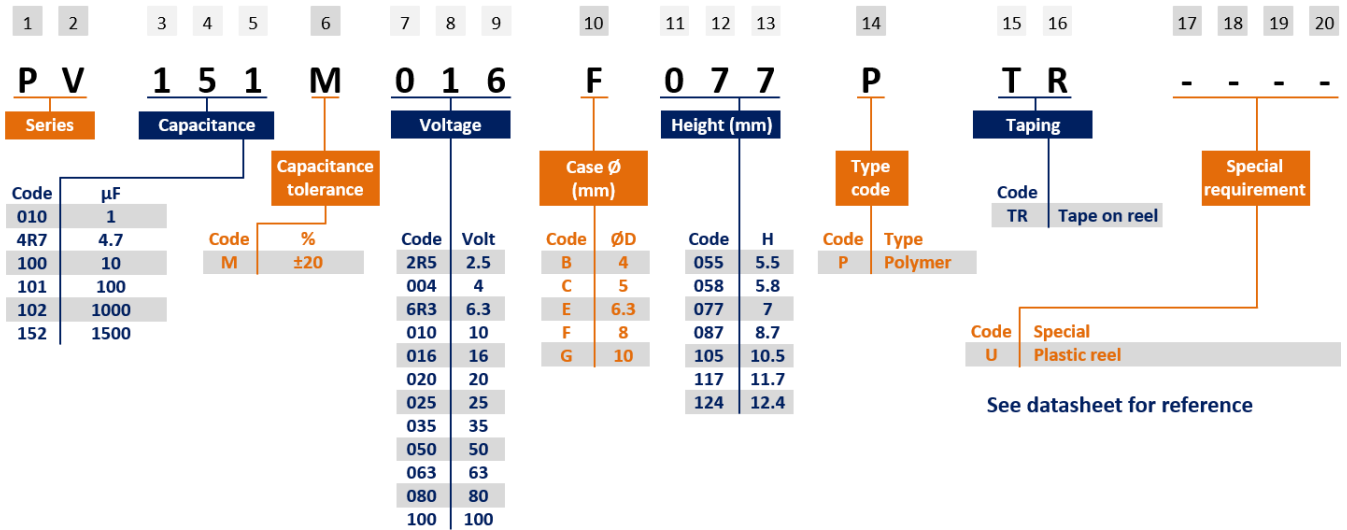 1 2 3 4 5 6 7 8 9 10 11 12 13 14 15 16 17 18 19 20
P V 1 5 1 M 0 1 6 F 0 7 7 P T R - - - -
Series
Capacitance
Voltage
Height (mm)
Taping
Capacitance
tolerance
Case Ø
(mm)
Type
code
Special
requirement
Code µF
010 1
4R7 4.7
100 10
101 100
102 1000
152 1500
Code %
M ±20
Code Volt
2R5 2.5
004 4
6R3 6.3
010 10
016 16
020 20
025 25
035 35
050 50
063 63
080 80
100 100
Code ØD
B 4
C 5
E 6.3
F 8
G 10
Code H
055 5.5
058 5.8
077 7
087 8.7
105 10.5
117 11.7
124 12.4
Code Type
P Polymer
Code
TR Tape on reel
Code Special
U Plastic reel
See datasheet for reference